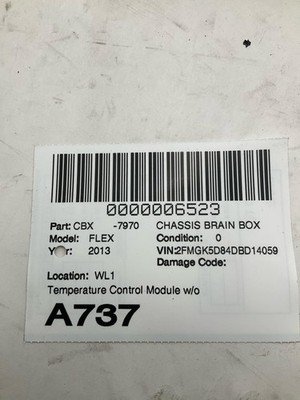 0000006523
Part: CBX -7970 CHASSIS BRAIN BOX
Model: FLEX Condition: 0
Year: 2013 VIN:2FMGK5D84DBD14059
Damage Code:
Location: WL1
Temperature Control Module w/o
A737